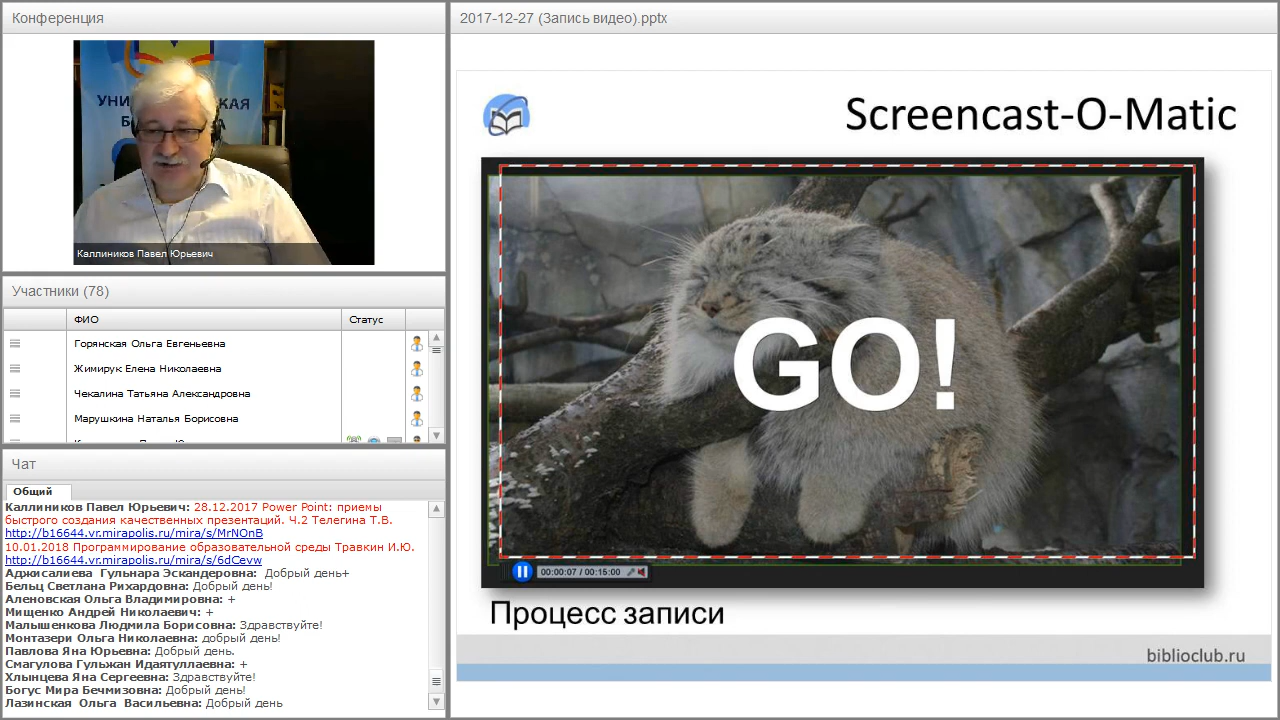 Конференция
УНИ
КАЯ
Каллиников Павел Юрьевич
Участники (78)
ФИО
Статус
Горянская Ольга Евгеньевна
Жимирук Елена Николаевна
Чекалина Татьяна Александровна
Марушкина Наталья Борисовна
Чат
Общий
Каллиников Павел Юрьевич: 28.12.2017 Power Point: приемы
быстрого создания качественных презентаций. Ч.2 Телегина Т.В.
http://b16644.vr.mirapolis.ru/mira/s/MrNOnB
10.01.2018 Программирование образовательной среды Травкин И.Ю.
http://b16644.vr.mirapolis.ru/mira/s/6dCevw
Аджисалиева Гульнара Эскандеровна: Добрый день+
Бельц Светлана Рихардовна: Добрый день!
Аленовская Ольга Владимировна: +
Мищенко Андрей Николаевич: +
Малышенкова Людмила Борисовна: Здравствуйте!
Монтазери Ольга Николаевна: добрый день!
Павлова Яна Юрьевна: Добрый день.
Смагулова Гульжан Идаятуллаевна: +
Хлынцева Яна Сергеевна: Здравствуйте!
Богус Мира Бечмизовна: Добрый день!
Лазинская Ольга Васильевна: Добрый день
2017-12-27 (Запись видео).pptx
Screencast-O-Matic
GO!
00:00:07 / 00:15:00
Процесс записи
biblioclub.ru